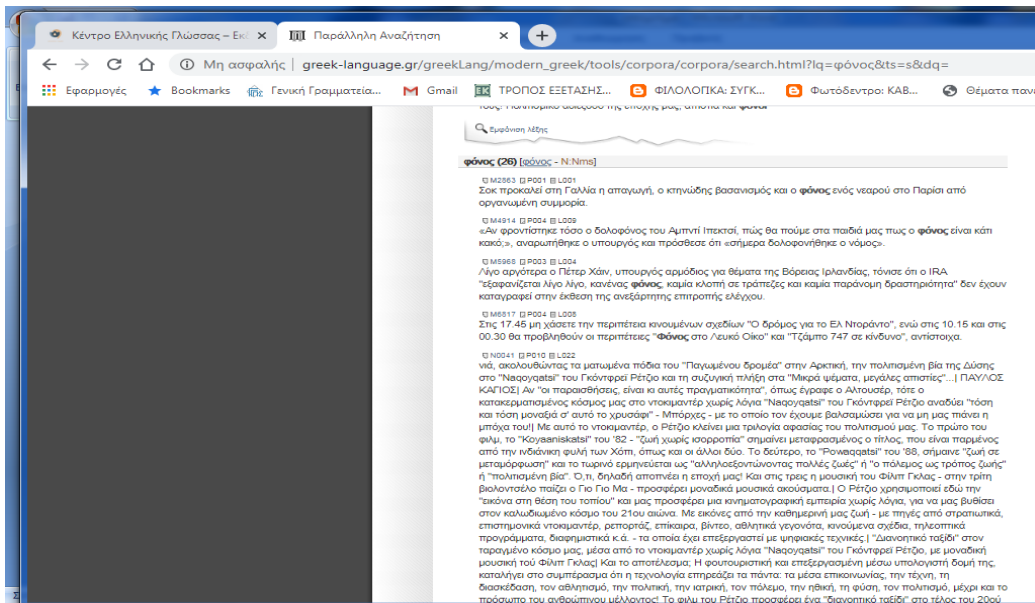 Κέντρο Ελληνικής Γλώσσας – Εκ
Παράλληλη Αναζήτηση
Μη ασφαλής | greek-language.gr/greekLang/modern_greek/tools/corpora/corpora/search.html?lq=φόνος&ts=s&dq=
Εφαρμογές Bookmarks Γενική Γραμματεία... Gmail ΤΡΟΠΟΣ ΕΞΕΤΑΣΗΣ... ΦΙΛΟΛΟΓΙΚΑ: ΣΥΓΚ... Φωτόδεντρο: ΚΑΒ... Θέματα παν
Εμφάνιση λέξης
φόνος (26) [φόνος - N:Nms]
M2863 P001 L001
Σοκ προκαλεί στη Γαλλία η απαγωγή, ο κτηνώδης βασανισμός και ο φόνος ενός νεαρού στο Παρίσι από
οργανωμένη συμμορία.
M4914 P004 L009
«Αν φροντίστηκε τόσο ο δολοφόνος του Αμπντί Ιπεκτσί, πώς θα πούμε στα παιδιά μας πως ο φόνος είναι κάτι
κακό;», αναρωτήθηκε ο υπουργός και πρόσθεσε ότι «σήμερα δολοφονήθηκε ο νόμος».
M5968 P003 L004
Λίγο αργότερα ο Πέτερ Χάιν, υπουργός αρμόδιος για θέματα της Βόρειας Ιρλανδίας, τόνισε ότι ο IRA
"εξαφανίζεται λίγο λίγο, κανένας φόνος, καμία κλοπή σε τράπεζες και καμία παράνομη δραστηριότητα" δεν έχουν
καταγραφεί στην έκθεση της ανεξάρτητης επιτροπής ελέγχου.
M6817 P004 L008
Στις 17.45 μη χάσετε την περιπέτεια κινουμένων σχεδίων "Ο δρόμος για το Ελ Ντοράντο", ενώ στις 10.15 και στις
00.30 θα προβληθούν οι περιπέτειες "Φόνος στο Λευκό Οίκο" και "Τζάμπο 747 σε κίνδυνο", αντίστοιχα.
N0041 P010 L022
νιά, ακολουθώντας τα ματωμένα πόδια του "Παγωμένου δρομέα" στην Αρκτική, την πολιτισμένη βία της Δύσης
στο "Naqoyqatsi" του Γκόντφρεϊ Ρέτζιο και τη συζυγική πλήξη στα "Μικρά ψέματα, μεγάλες απιστίες"...| ΠΑΥΛΟΣ
ΚΑΓΙΟΣ| Αν "οι παραισθήσεις, είναι κι αυτές πραγματικότητα", όπως έγραφε ο Αλτουσέρ, τότε ο
κατακερματισμένος κόσμος μας στο ντοκιμαντέρ χωρίς λόγια "Naqoyqatsi" του Γκόντφρεϊ Ρέτζιο αναδύει "τόση
και τόση μοναξιά σ' αυτό το χρυσάφι" - Μπόρχες - με το οποίο τον έχουμε βαλσαμώσει για να μη μας πιάνει η
μπόχα του!| Με αυτό το ντοκιμαντέρ, ο Ρέτζιο κλείνει μια τριλογία αφασίας του πολιτισμού μας. Το πρώτο του
φιλμ, το "Koyaaniskatsi" του '82 - "ζωή χωρίς ισορροπία" σημαίνει μεταφρασμένος ο τίτλος, που είναι παρμένος
από την ινδιάνικη φυλή των Χόπι, όπως και οι άλλοι δύο. Το δεύτερο, το "Powaqqatsi" του '88, σήμαινε "ζωή σε
μεταμόρφωση" και το τωρινό ερμηνεύεται ως "αλληλοεξοντώνοντας πολλές ζωές" ή "ο πόλεμος ως τρόπος ζωής"
ή "πολιτισμένη βία". Ό,τι, δηλαδή αποπνέει η εποχή μας! Και στις τρεις η μουσική του Φίλιπ Γκλας - στην τρίτη
βιολοντσέλο παίζει ο Γιο Γιο Μα - προσφέρει μοναδικά μουσικά ακούσματα.| Ο Ρέτζιο χρησιμοποιεί εδώ την
"εικόνα στη θέση του τοπίου" και μας προσφέρει μια κινηματογραφική εμπειρία χωρίς λόγια, για να μας βυθίσει
στον καλωδιωμένο κόσμο του 21ου αιώνα. Με εικόνες από την καθημερινή μας ζωή - με πηγές από στρατιωτικά,
επιστημονικά ντοκιμαντέρ, ρεπορτάζ, επίκαιρα, βίντεο, αθλητικά γεγονότα, κινούμενα σχέδια, τηλεοπτικά
προγράμματα, διαφημιστικά κ.ά. - τα οποία έχει επεξεργαστεί με ψηφιακές τεχνικές.| "Διανοητικό ταξίδι" στον
ταραγμένο κόσμο μας, μέσα από το ντοκιμαντέρ χωρίς λόγια "Naqoyqatsi" του Γκόντφρεϊ Ρέτζιο, με μοναδική
μουσική τού Φίλιπ Γκλας| Και το αποτέλεσμα; Η φουτουριστική και επεξεργασμένη μέσω υπολογιστή δομή της,
καταλήγει στο συμπέρασμα ότι η τεχνολογία επηρεάζει τα πάντα: τα μέσα επικοινωνίας, την τέχνη, τη
διασκέδαση, τον αθλητισμό, την πολιτική, την ιατρική, τον πόλεμο, την ηθική, τη φύση, τον πολιτισμό, μέχρι και το
πρόσωπο του ανθρώπινου μέλλοντος! Το φιλμ του Ρέτζιο προσφέρει ένα "διανοητικό ταξίδι" στο τέλος του 20ού